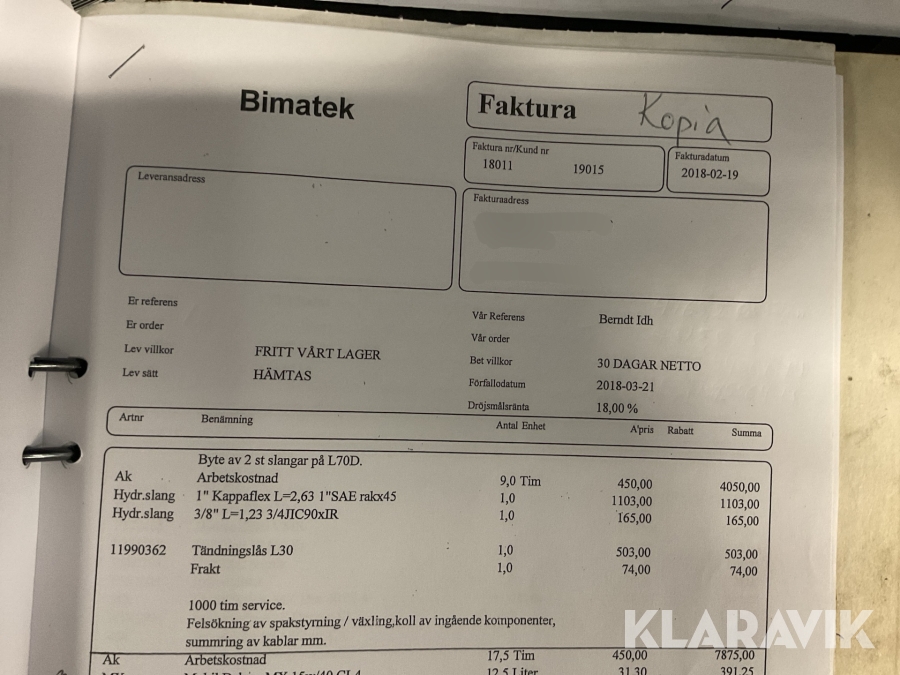 Bimatek
Faktura Kopia
Faktura nr/Kund nr
18011 19015
Fakturadatum
2018-02-19
Leveransadress
Fakturaadress
Er referens
Er order
Lev villkor FRITT VÅRT LAGER
Lev sätt HÄMTAS
Vår Referens Berndt Idh
Vår order
Bet villkor 30 DAGAR NETTO
Förfallodatum 2018-03-21
Dröjsmålsränta 18,00 %
Artnr Benämning Antal Enhet A'pris Rabatt Summa
Byte av 2 st slangar på L70D.
Ak Arbetskostnad 9,0 Tim 450,00 4050,00
Hydr.slang 1" Kappaflex L=2,63 1"SAE rakx45 1,0 1103,00 1103,00
Hydr.slang 3/8" L=1,23 3/4JIC90xIR 1,0 165,00 165,00
11990362 Tändningslås L30 1,0 503,00 503,00
Frakt 1,0 74,00 74,00
1000 tim service.
Felsökning av spakstyrning / växling,koll av ingående komponenter,
summring av kablar mm.
Ak Arbetskostnad 17,5 Tim 450,00 7875,00
12,5 Liter 31,30 391,25
KLARAVIK